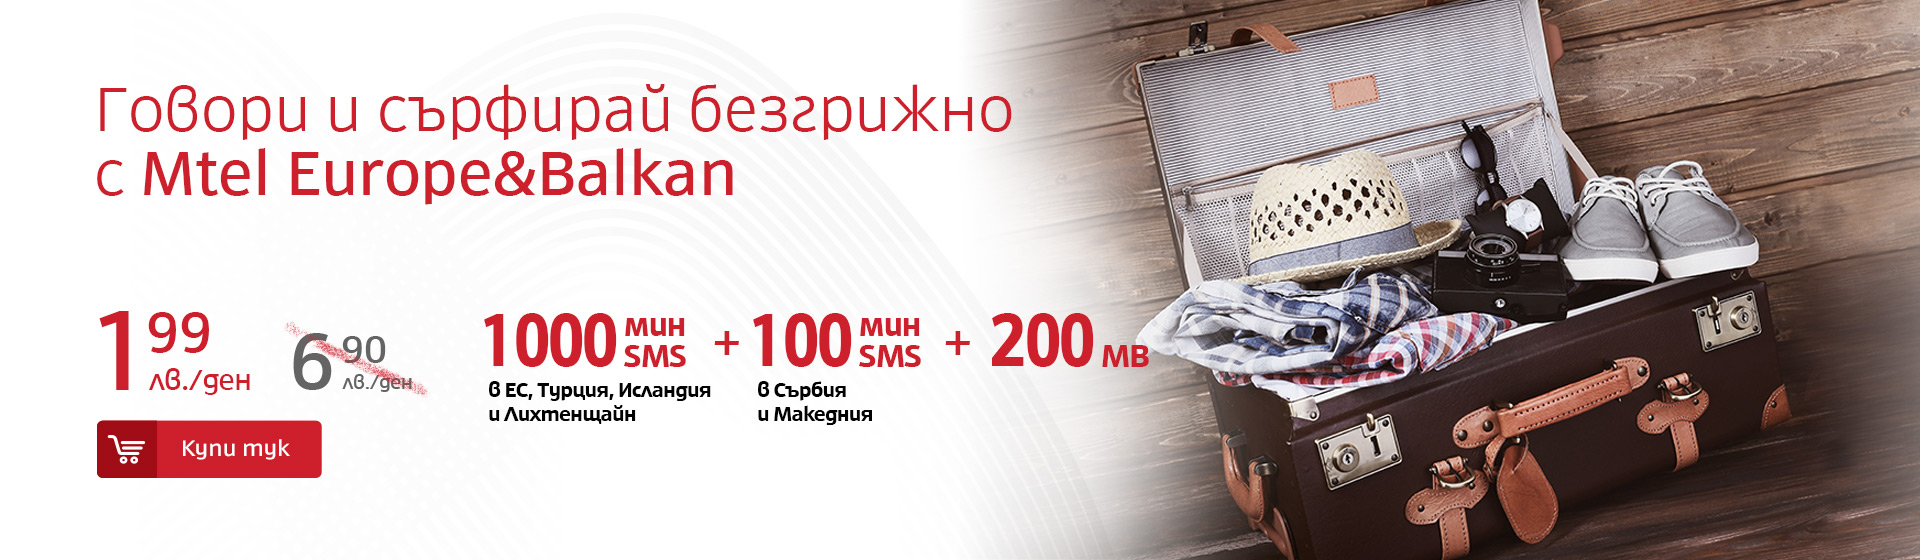 Говори и сърфирай безгрижно
с Mtel Europe&Balkan
1 99 лв./ден
6 90 лв./ден
1000 мин SMS + 100 мин SMS + 200 MB
в ЕС, Турция, Исландия
и Лихтенщайн
в Сърбия
и Македния
Купи тук